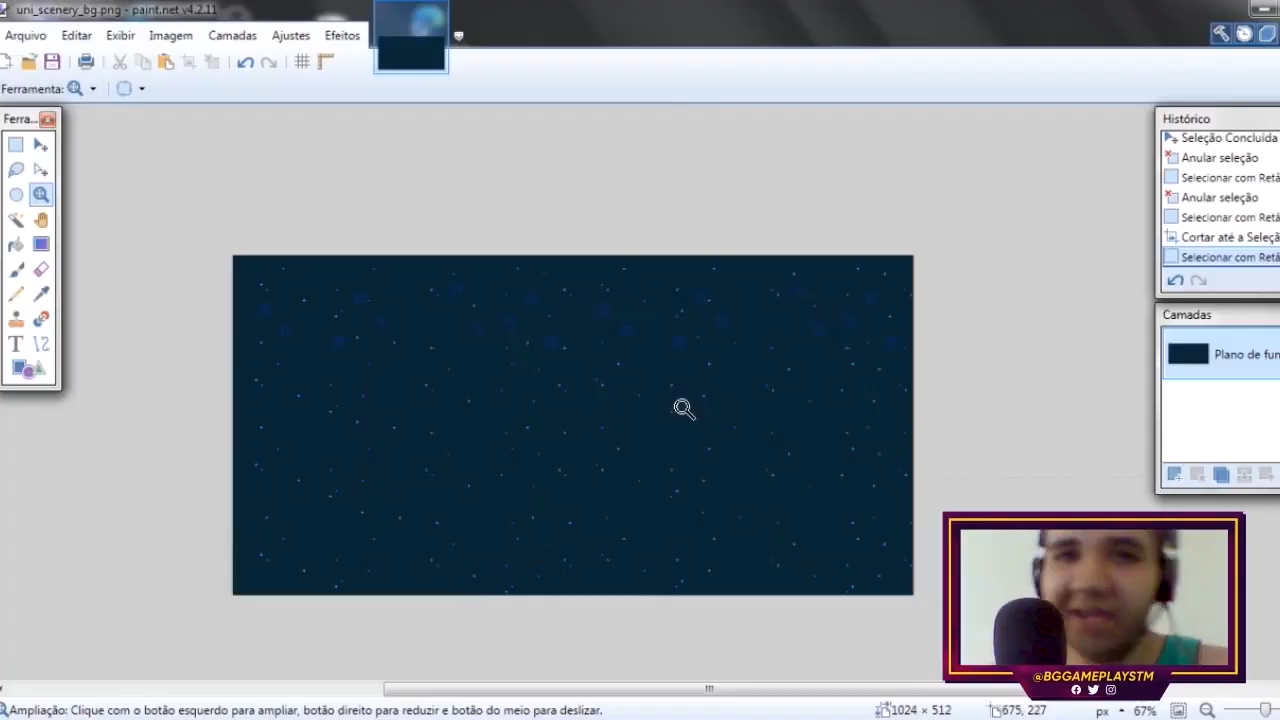 uni_scenery_bg.png - paint.net v4.2.11
Arquivo Editar Exibir Imagem Camadas Ajustes Efeitos
Ferramenta:
Ferra...
Histórico
Seleção Concluída
Anular seleção
Selecionar com Retâ
Anular seleção
Selecionar com Retâ
Cortar até a Seleção
Selecionar com Retâ
Camadas
Plano de fun
@BGGAMEPLAYSTM
Ampliação: Clique com o botão esquerdo para ampliar, botão direito para reduzir e botão do meio para deslizar.
1024 × 512
675, 227
px
67%